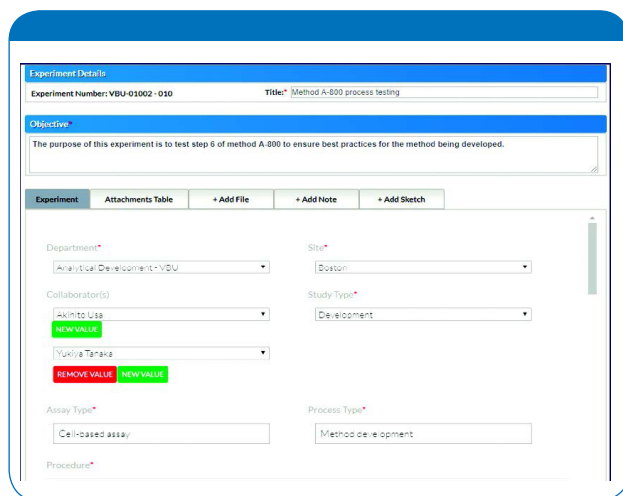 Experiment Details
Experiment Number: VBU-01002 - 010 Title:* Method A-800 process testing
Objective*
The purpose of this experiment is to test step 6 of method A-800 to ensure best practices for the method being developed.
Experiment Attachments Table + Add File + Add Note + Add Sketch
Department* Site*
Analytical Development - VBU Boston
Collaborator(s) Study Type*
Akihito Usa Development
NEW VALUE
Yukiya Tanaka
REMOVE VALUE NEW VALUE
Assay Type* Process Type*
Cell-based assay Method development
Procedure*